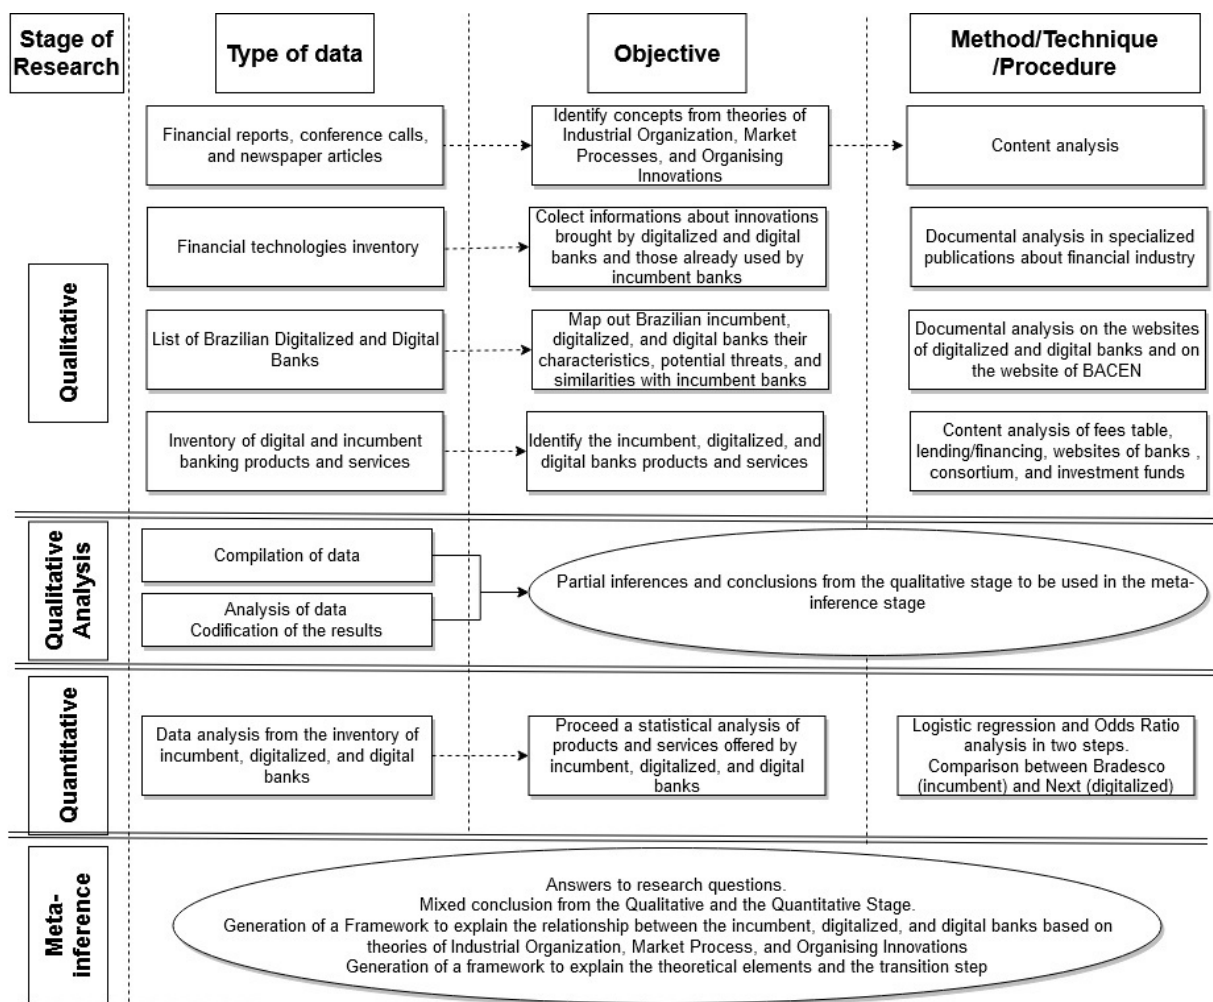 Stage of
Research
Type of data
Objective
Method/Technique
/Procedure
Qualitative
Financial reports, conference calls,
and newspaper articles
Identify concepts from theories of
Industrial Organization, Market
Processes, and Organising
Innovations
Content analysis
Financial technologies inventory
Colect informations about innovations
brought by digitalized and digital
banks and those already used by
incumbent banks
Documental analysis in specialized
publications about financial industry
List of Brazilian Digitalized and Digital
Banks
Map out Brazilian incumbent,
digitalized, and digital banks their
characteristics, potential threats, and
similarities with incumbent banks
Documental analysis on the websites
of digitalized and digital banks and on
the website of BACEN
Inventory of digital and incumbent
banking products and services
Identify the incumbent, digitalized, and
digital banks products and services
Content analysis of fees table,
lending/financing, websites of banks ,
consortium, and investment funds
Qualitative
Analysis
Compilation of data
Analysis of data
Codification of the results
Partial inferences and conclusions from the qualitative stage to be used in the meta-
inference stage
Quantitative
Data analysis from the inventory of
incumbent, digitalized, and digital
banks
Proceed a statistical analysis of
products and services offered by
incumbent, digitalized, and digital
banks
Logistic regression and Odds Ratio
analysis in two steps.
Comparison between Bradesco
(incumbent) and Next (digitalized)
Meta-
inference
Answers to research questions.
Mixed conclusion from the Qualitative and the Quantitative Stage.
Generation of a Framework to explain the relationship between the incumbent, digitalized, and digital banks based on
theories of Industrial Organization, Market Process, and Organising Innovations
Generation of a framework to explain the theoretical elements and the transition step